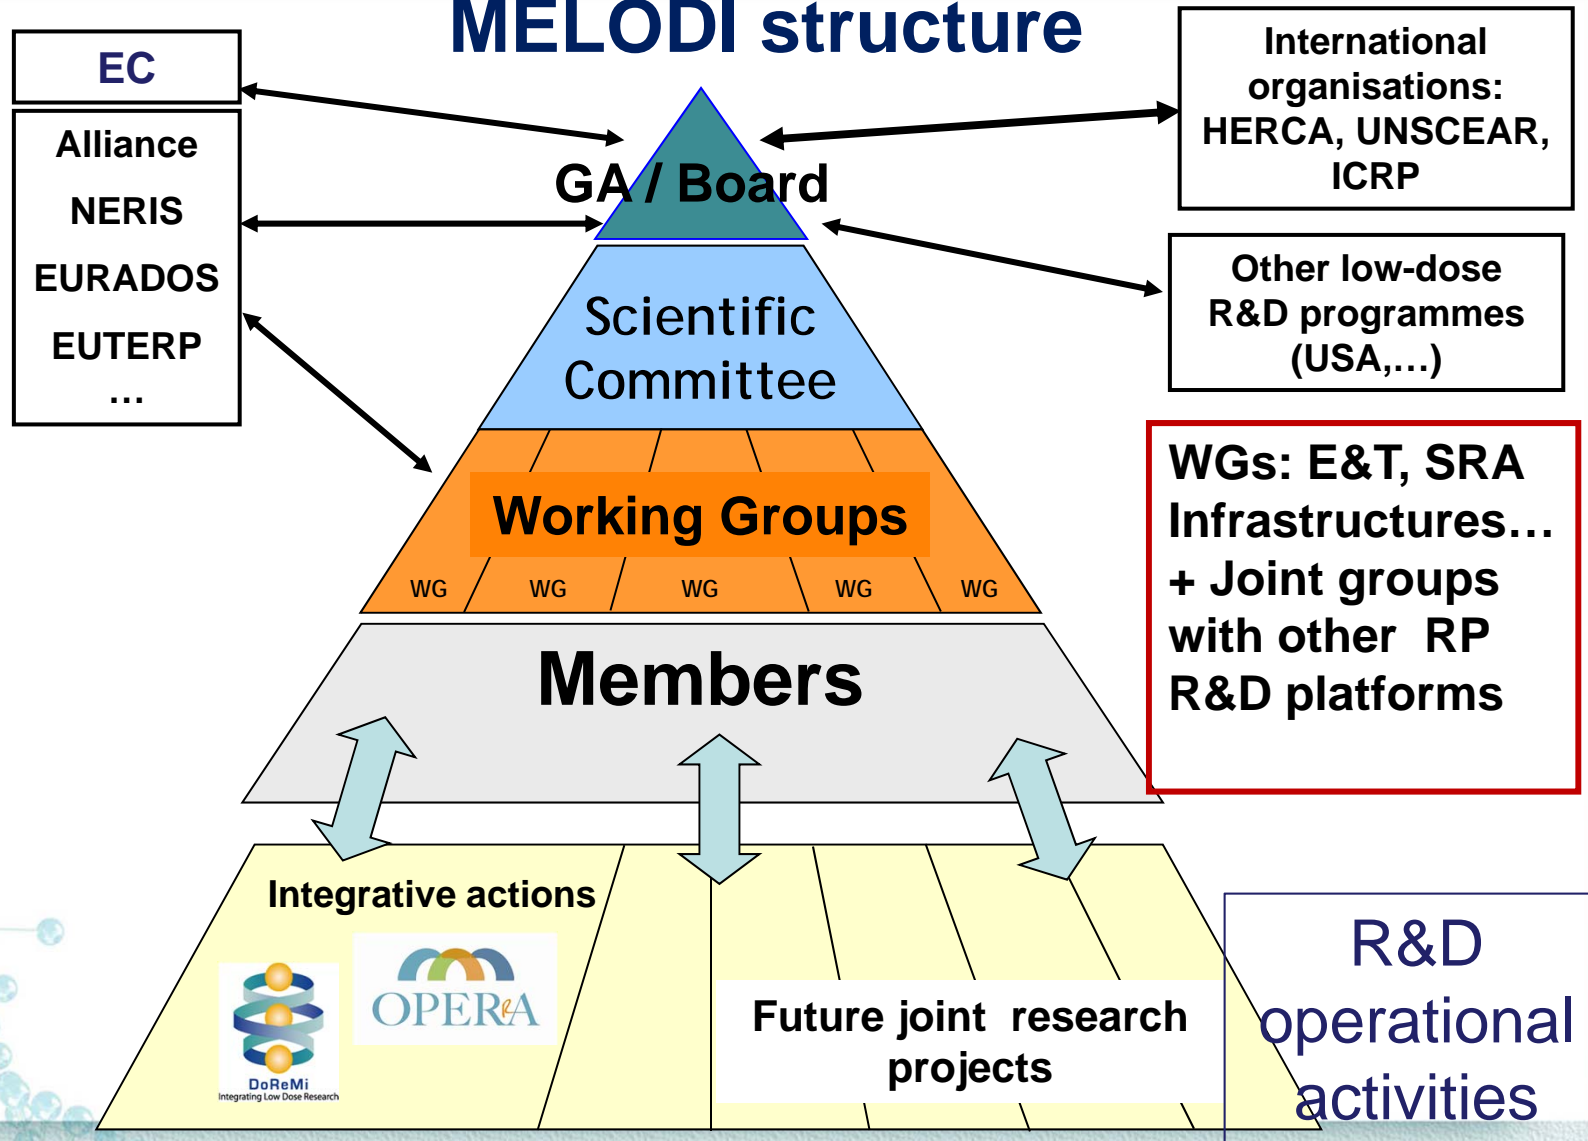 MELODI structure
EC
Alliance
NERIS
EURADOS
EUTERP
…
International
organisations:
HERCA, UNSCEAR,
ICRP
Other low-dose
R&D programmes
(USA,…)
GA / Board
Scientific
Committee
Working Groups
WG WG WG WG WG
WGs: E&T, SRA
Infrastructures…
+ Joint groups
with other RP
R&D platforms
Members
Integrative actions
DoReMi
Integrating Low Dose Research
OPERRA
Future joint research
projects
R&D
operational
activities